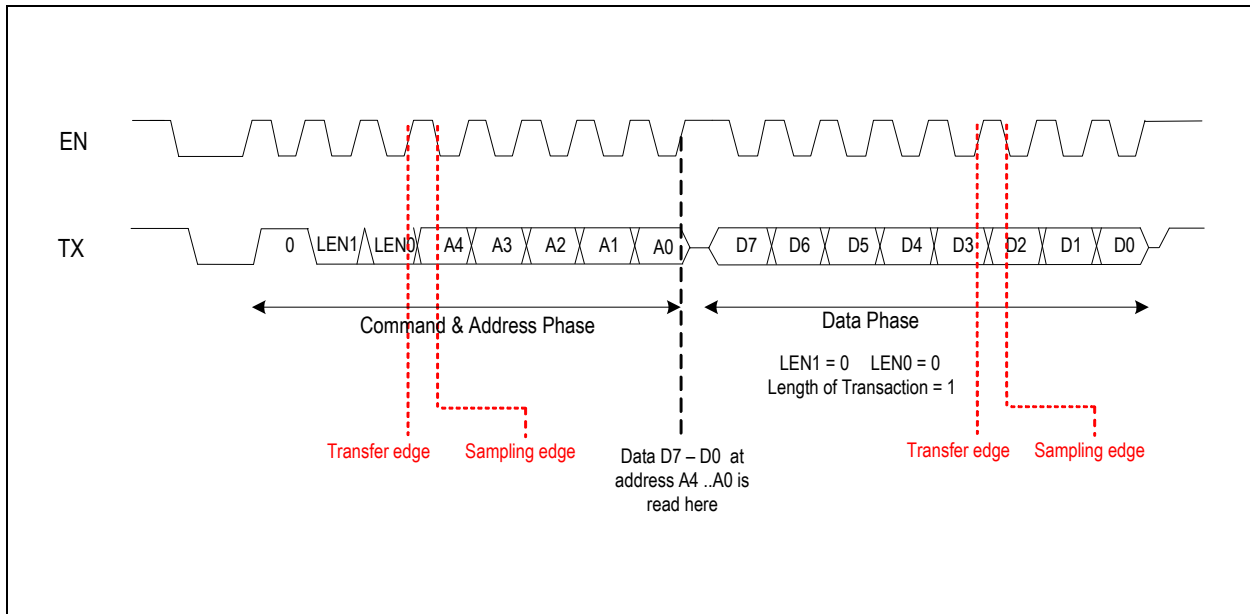 EN
TX
0 LEN1 LEN0 A4 A3 A2 A1 A0 D7 D6 D5 D4 D3 D2 D1 D0
Command & Address Phase
Data Phase
LEN1 = 0 LEN0 = 0
Length of Transaction = 1
Transfer edge
Sampling edge
Data D7 – D0 at
address A4 ..A0 is
read here
Transfer edge
Sampling edge